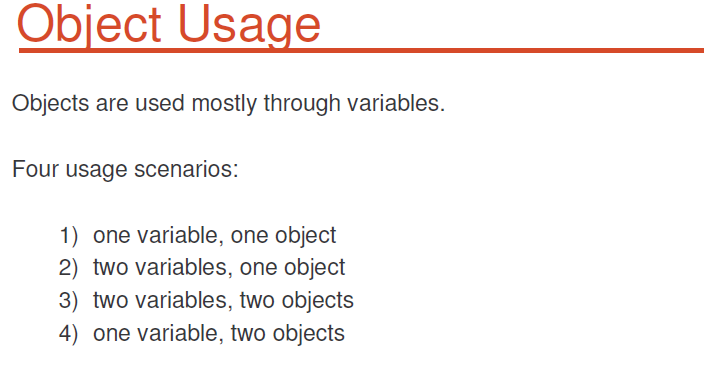 Object Usage
Objects are used mostly through variables.
Four usage scenarios:
1) one variable, one object
2) two variables, one object
3) two variables, two objects
4) one variable, two objects